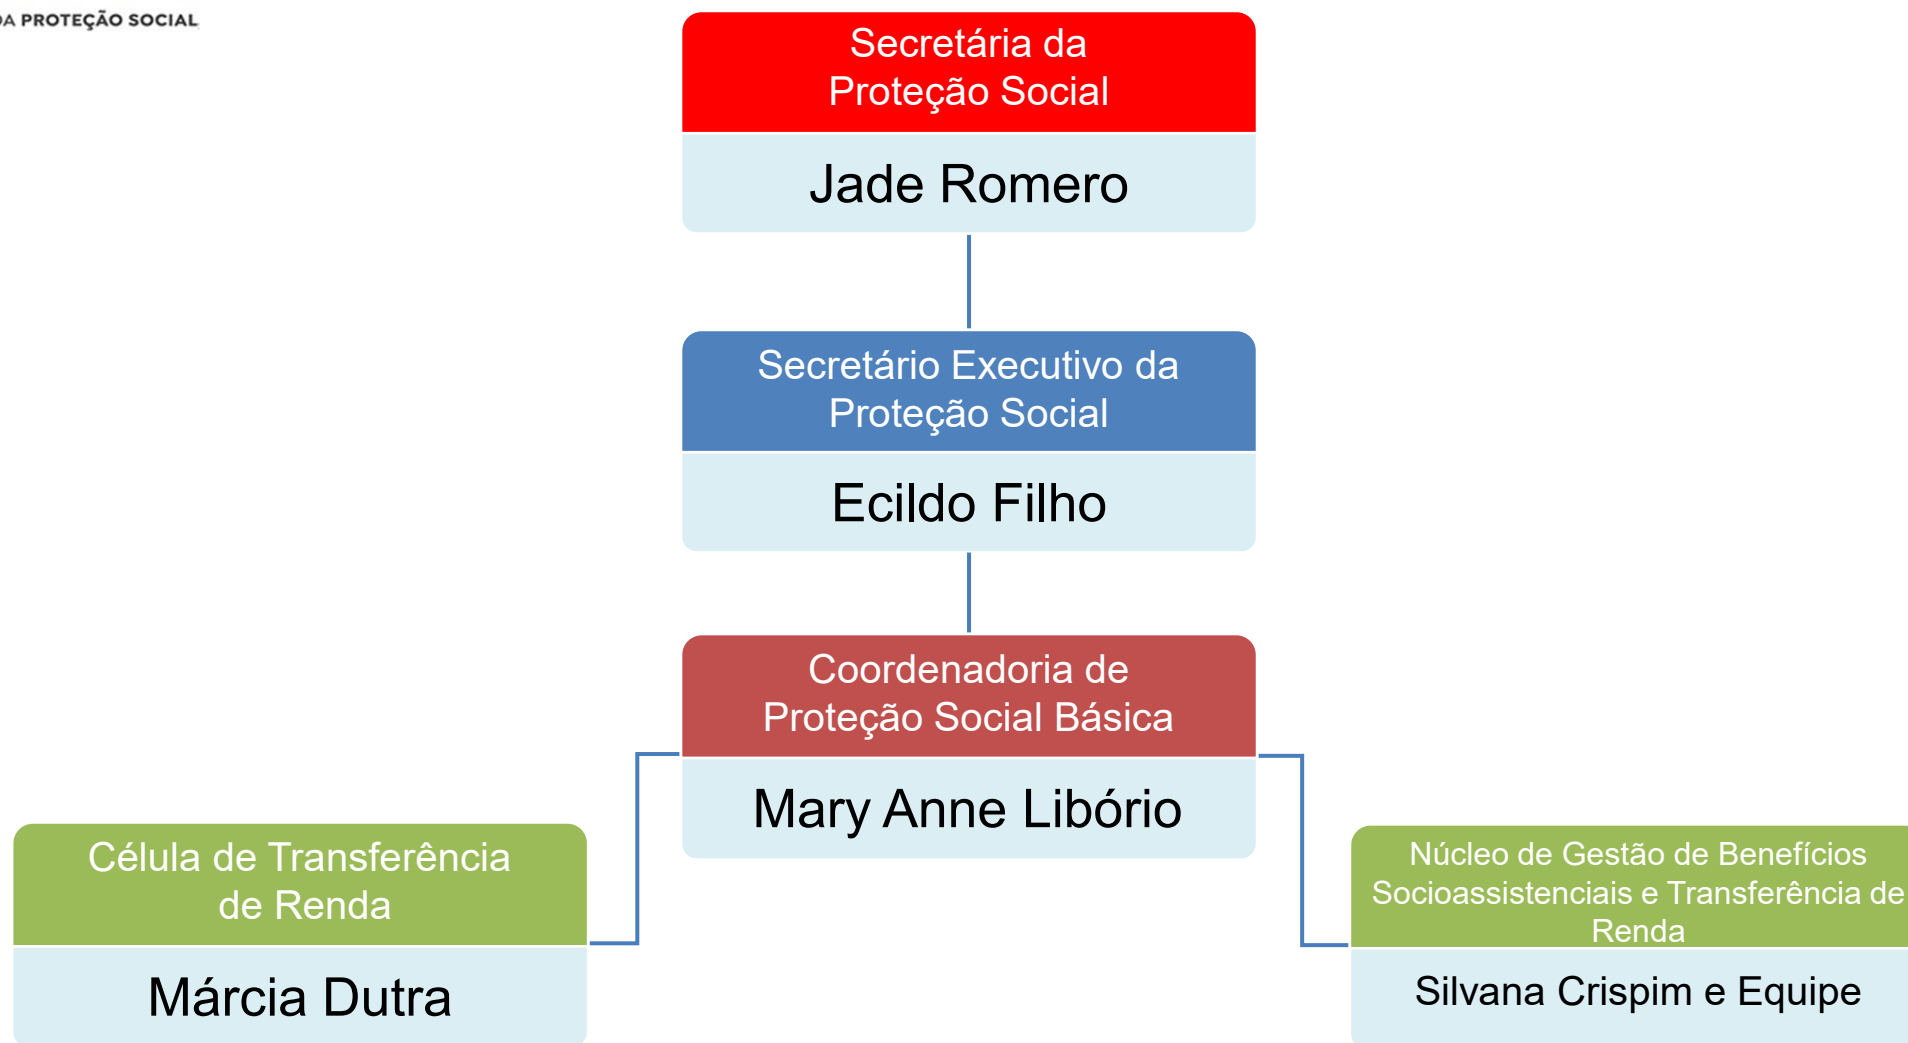 DA PROTEÇÃO SOCIAL
Secretária da
Proteção Social
Jade Romero
Secretário Executivo da
Proteção Social
Ecildo Filho
Coordenadoria de
Proteção Social Básica
Mary Anne Libório
Célula de Transferência
de Renda
Márcia Dutra
Núcleo de Gestão de Benefícios
Socioassistenciais e Transferência de
Renda
Silvana Crispim e Equipe